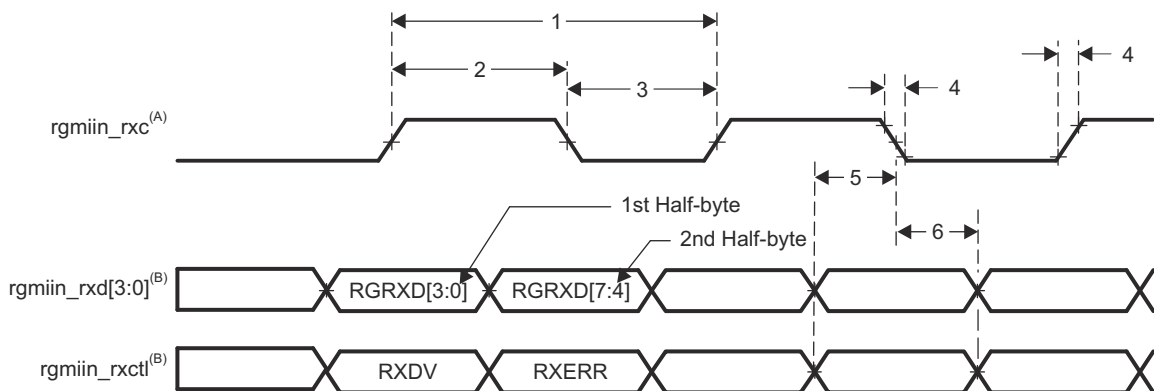 1
2
3
4
4
rgmiin_rxc(A)
5
1st Half-byte
6
2nd Half-byte
rgmiin_rxd[3:0](B)
RGRXD[3:0]
RGRXD[7:4]
rgmiin_rxctl(B)
RXDV
RXERR